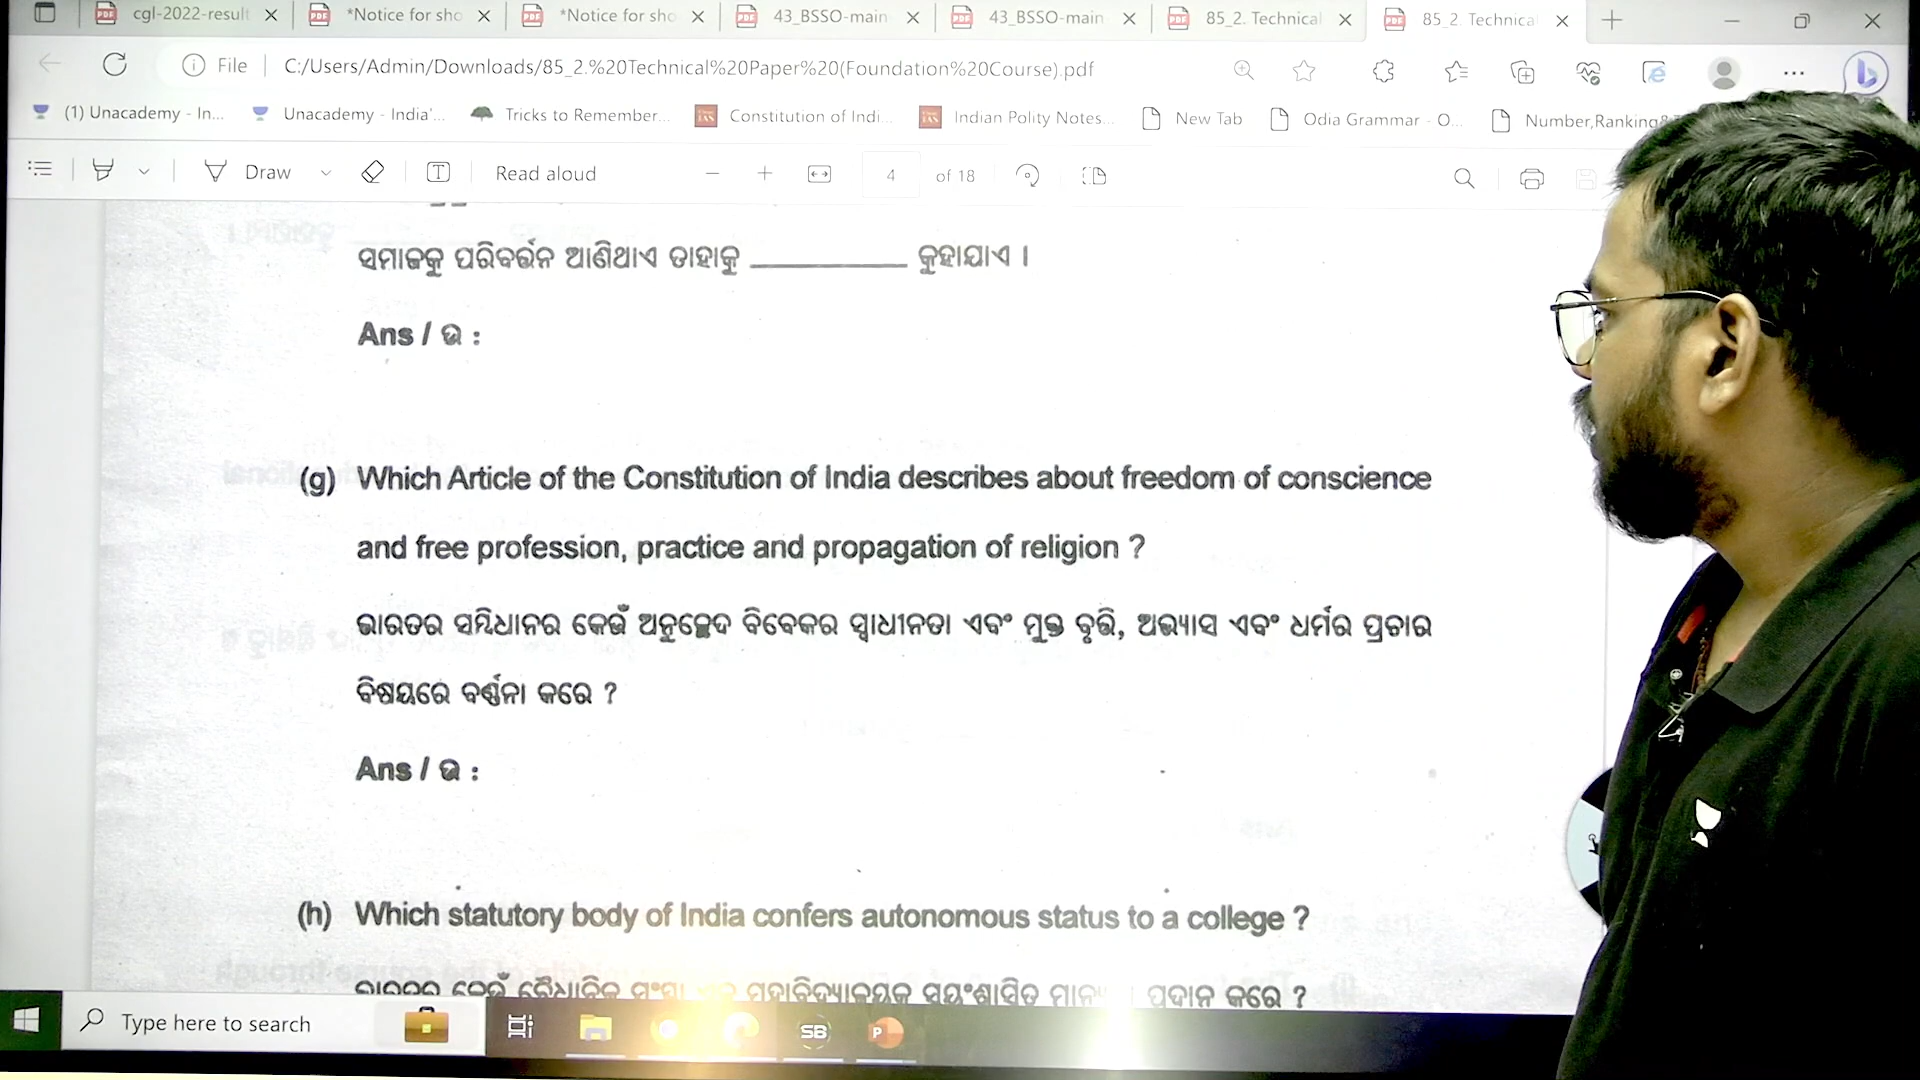 cgl-2022-result
*Notice for sho
*Notice for sho
43_BSSO-main
43_BSSO-main
85_2. Technical
85_2. Technica
File
C:/Users/Admin/Downloads/85_2.%20Technical%20Paper%20(Foundation%20Course).pdf
(1) Unacademy - In...
Unacademy - India'...
Tricks to Remember...
Constitution of Indi...
Indian Polity Notes...
New Tab
Odia Grammar - O...
Number,Ranking&
Draw
Read aloud
4
of 18
ସମାଜକୁ ପରିବର୍ତ୍ତନ ଆଣିଥାଏ ତାହାକୁ ____________ କୁହାଯାଏ ।
Ans / ଉ :
(g) Which Article of the Constitution of India describes about freedom of conscience
and free profession, practice and propagation of religion ?
ଭାରତର ସମ୍ବିଧାନର କେଉଁ ଅନୁଚ୍ଛେଦ ବିବେକର ସ୍ୱାଧୀନତା ଏବଂ ମୁକ୍ତ ବୃତ୍ତି, ଅଭ୍ୟାସ ଏବଂ ଧର୍ମର ପ୍ରଚାର
ବିଷୟରେ ବର୍ଣ୍ଣନା କରେ ?
Ans / ଉ :
(h) Which statutory body of India confers autonomous status to a college ?
ମହାବିଦ୍ୟାଳୟକୁ ସ୍ୱୟଂଶାସିତ ପ୍ରଦାନ କରେ ?
Type here to search
SB
P